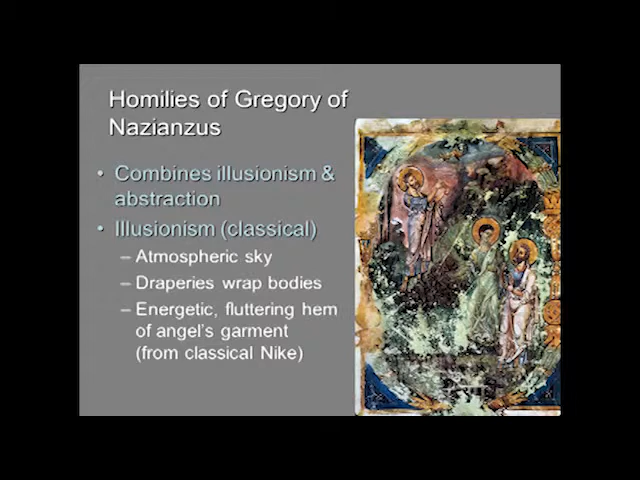 Homilies of Gregory of
Nazianzus
• Combines illusionism &
abstraction
• Illusionism (classical)
– Atmospheric sky
– Draperies wrap bodies
– Energetic, fluttering hem
of angel's garment
(from classical Nike)